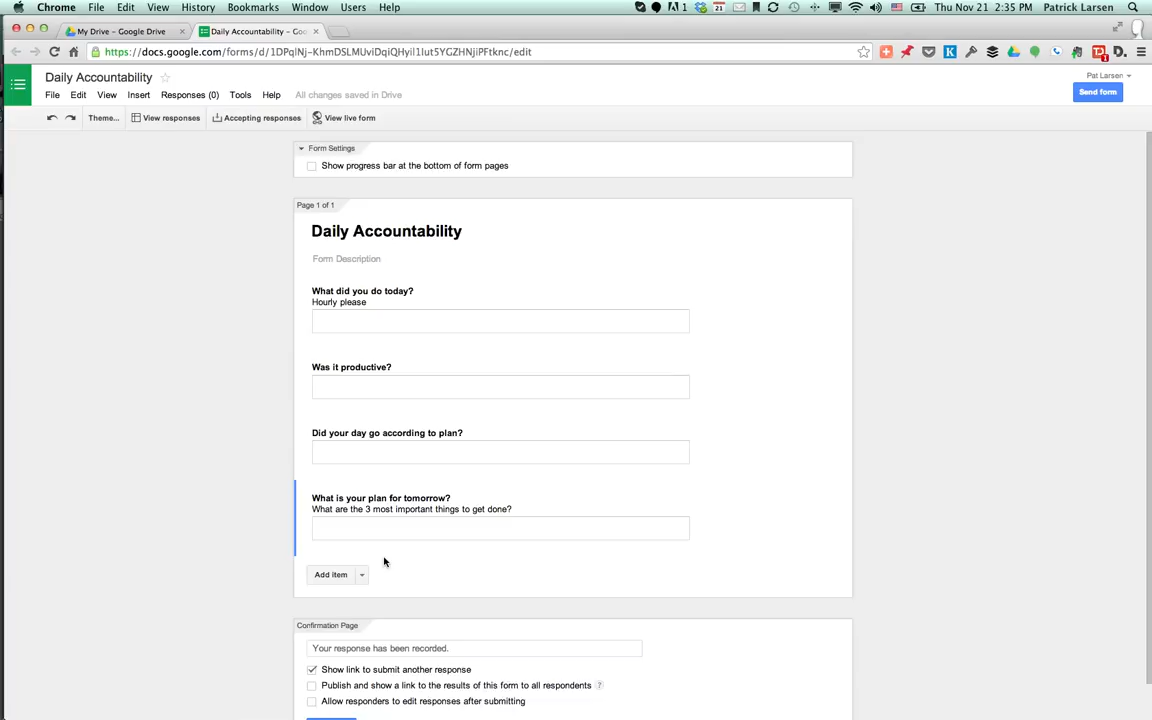 Chrome File Edit View History Bookmarks Window Users Help 1 21 Thu Nov 21 2:35 PM Patrick Larsen
My Drive - Google Drive × Daily Accountability - Goo ×
https://docs.google.com/forms/d/1DPqlNj-KhmDSLMUviDqiQHyil1Iut5YGZHNjiPFtknc/edit
Daily Accountability
Pat Larsen
File Edit View Insert Responses (0) Tools Help All changes saved in Drive
Send form
Theme... View responses Accepting responses View live form
Form Settings
Show progress bar at the bottom of form pages
Page 1 of 1
Daily Accountability
Form Description
What did you do today?
Hourly please
Was it productive?
Did your day go according to plan?
What is your plan for tomorrow?
What are the 3 most important things to get done?
Add item
Confirmation Page
Your response has been recorded.
Show link to submit another response
Publish and show a link to the results of this form to all respondents ?
Allow responders to edit responses after submitting